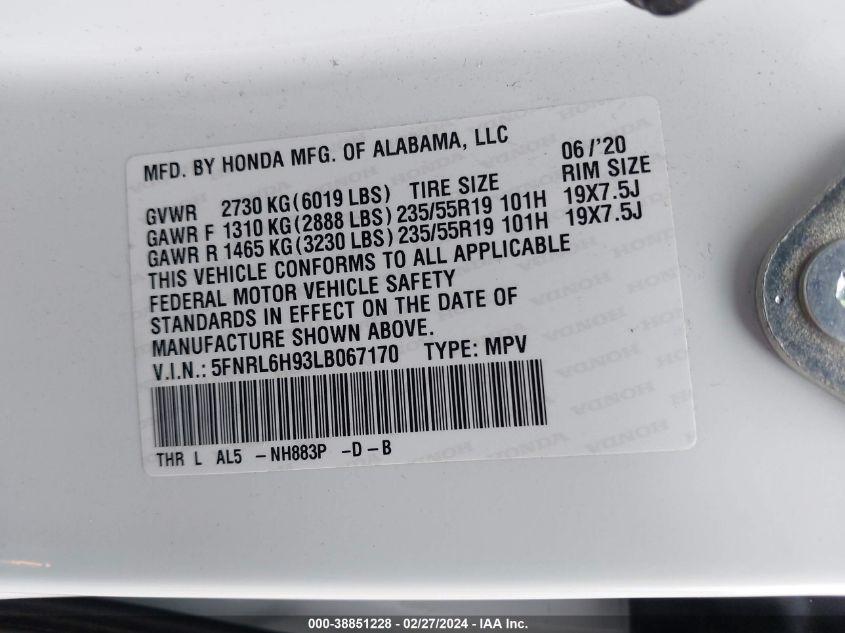 MFD. BY HONDA MFG. OF ALABAMA, LLC 06/'20
GVWR 2730 KG(6019 LBS) TIRE SIZE RIM SIZE
GAWR F 1310 KG(2888 LBS) 235/55R19 101H 19X7.5J
GAWR R 1465 KG(3230 LBS) 235/55R19 101H 19X7.5J
THIS VEHICLE CONFORMS TO ALL APPLICABLE
FEDERAL MOTOR VEHICLE SAFETY
STANDARDS IN EFFECT ON THE DATE OF
MANUFACTURE SHOWN ABOVE.
V.I.N.: 5FNRL6H93LB067170 TYPE: MPV
THR L AL5 -NH883P -D-B
000-38851228 - 02/27/2024 - IAA Inc.